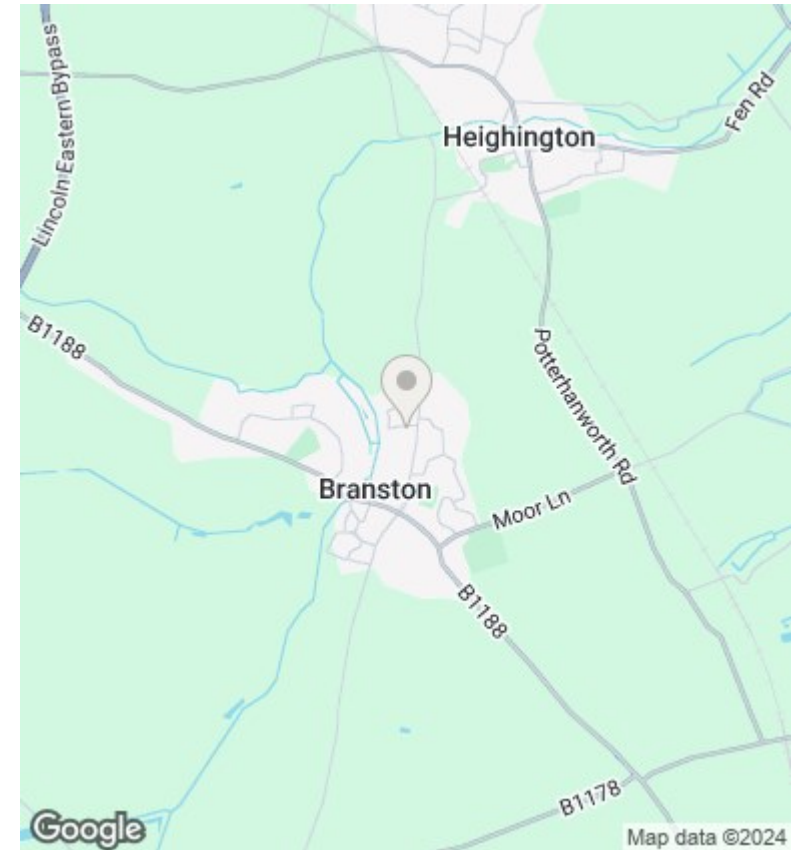 Lincoln Eastern Bypass
Heighington
Fen Rd
B1188
Potterhanworth Rd
Branston
Moor Ln
B1188
B1178
Google
Map data ©2024